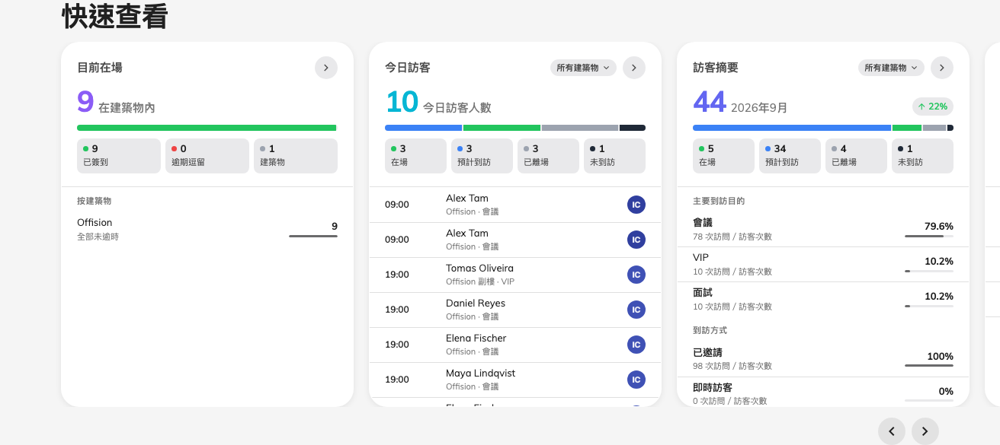 快速查看
目前在場
9 在建築物內
9
已簽到
0
逾期逗留
1
建築物
按建築物
Offision
全部未逾時
9
今日訪客
所有建築物
10 今日訪客人數
3
在場
3
預計到訪
3
已離場
1
未到訪
09:00
Alex Tam
Offision · 會議
IC
09:00
Alex Tam
Offision · 會議
IC
19:00
Tomas Oliveira
Offision 副樓 · VIP
IC
19:00
Daniel Reyes
Offision · 會議
IC
19:00
Elena Fischer
Offision · 會議
IC
19:00
Maya Lindqvist
Offision · 會議
IC
訪客摘要
所有建築物
44 2026年9月
↑ 22%
5
在場
34
預計到訪
4
已離場
1
未到訪
主要到訪目的
會議
78 次訪問 / 訪客次數
79.6%
VIP
10 次訪問 / 訪客次數
10.2%
面試
10 次訪問 / 訪客次數
10.2%
到訪方式
已邀請
98 次訪問 / 訪客次數
100%
即時訪客
0 次訪問 / 訪客次數
0%